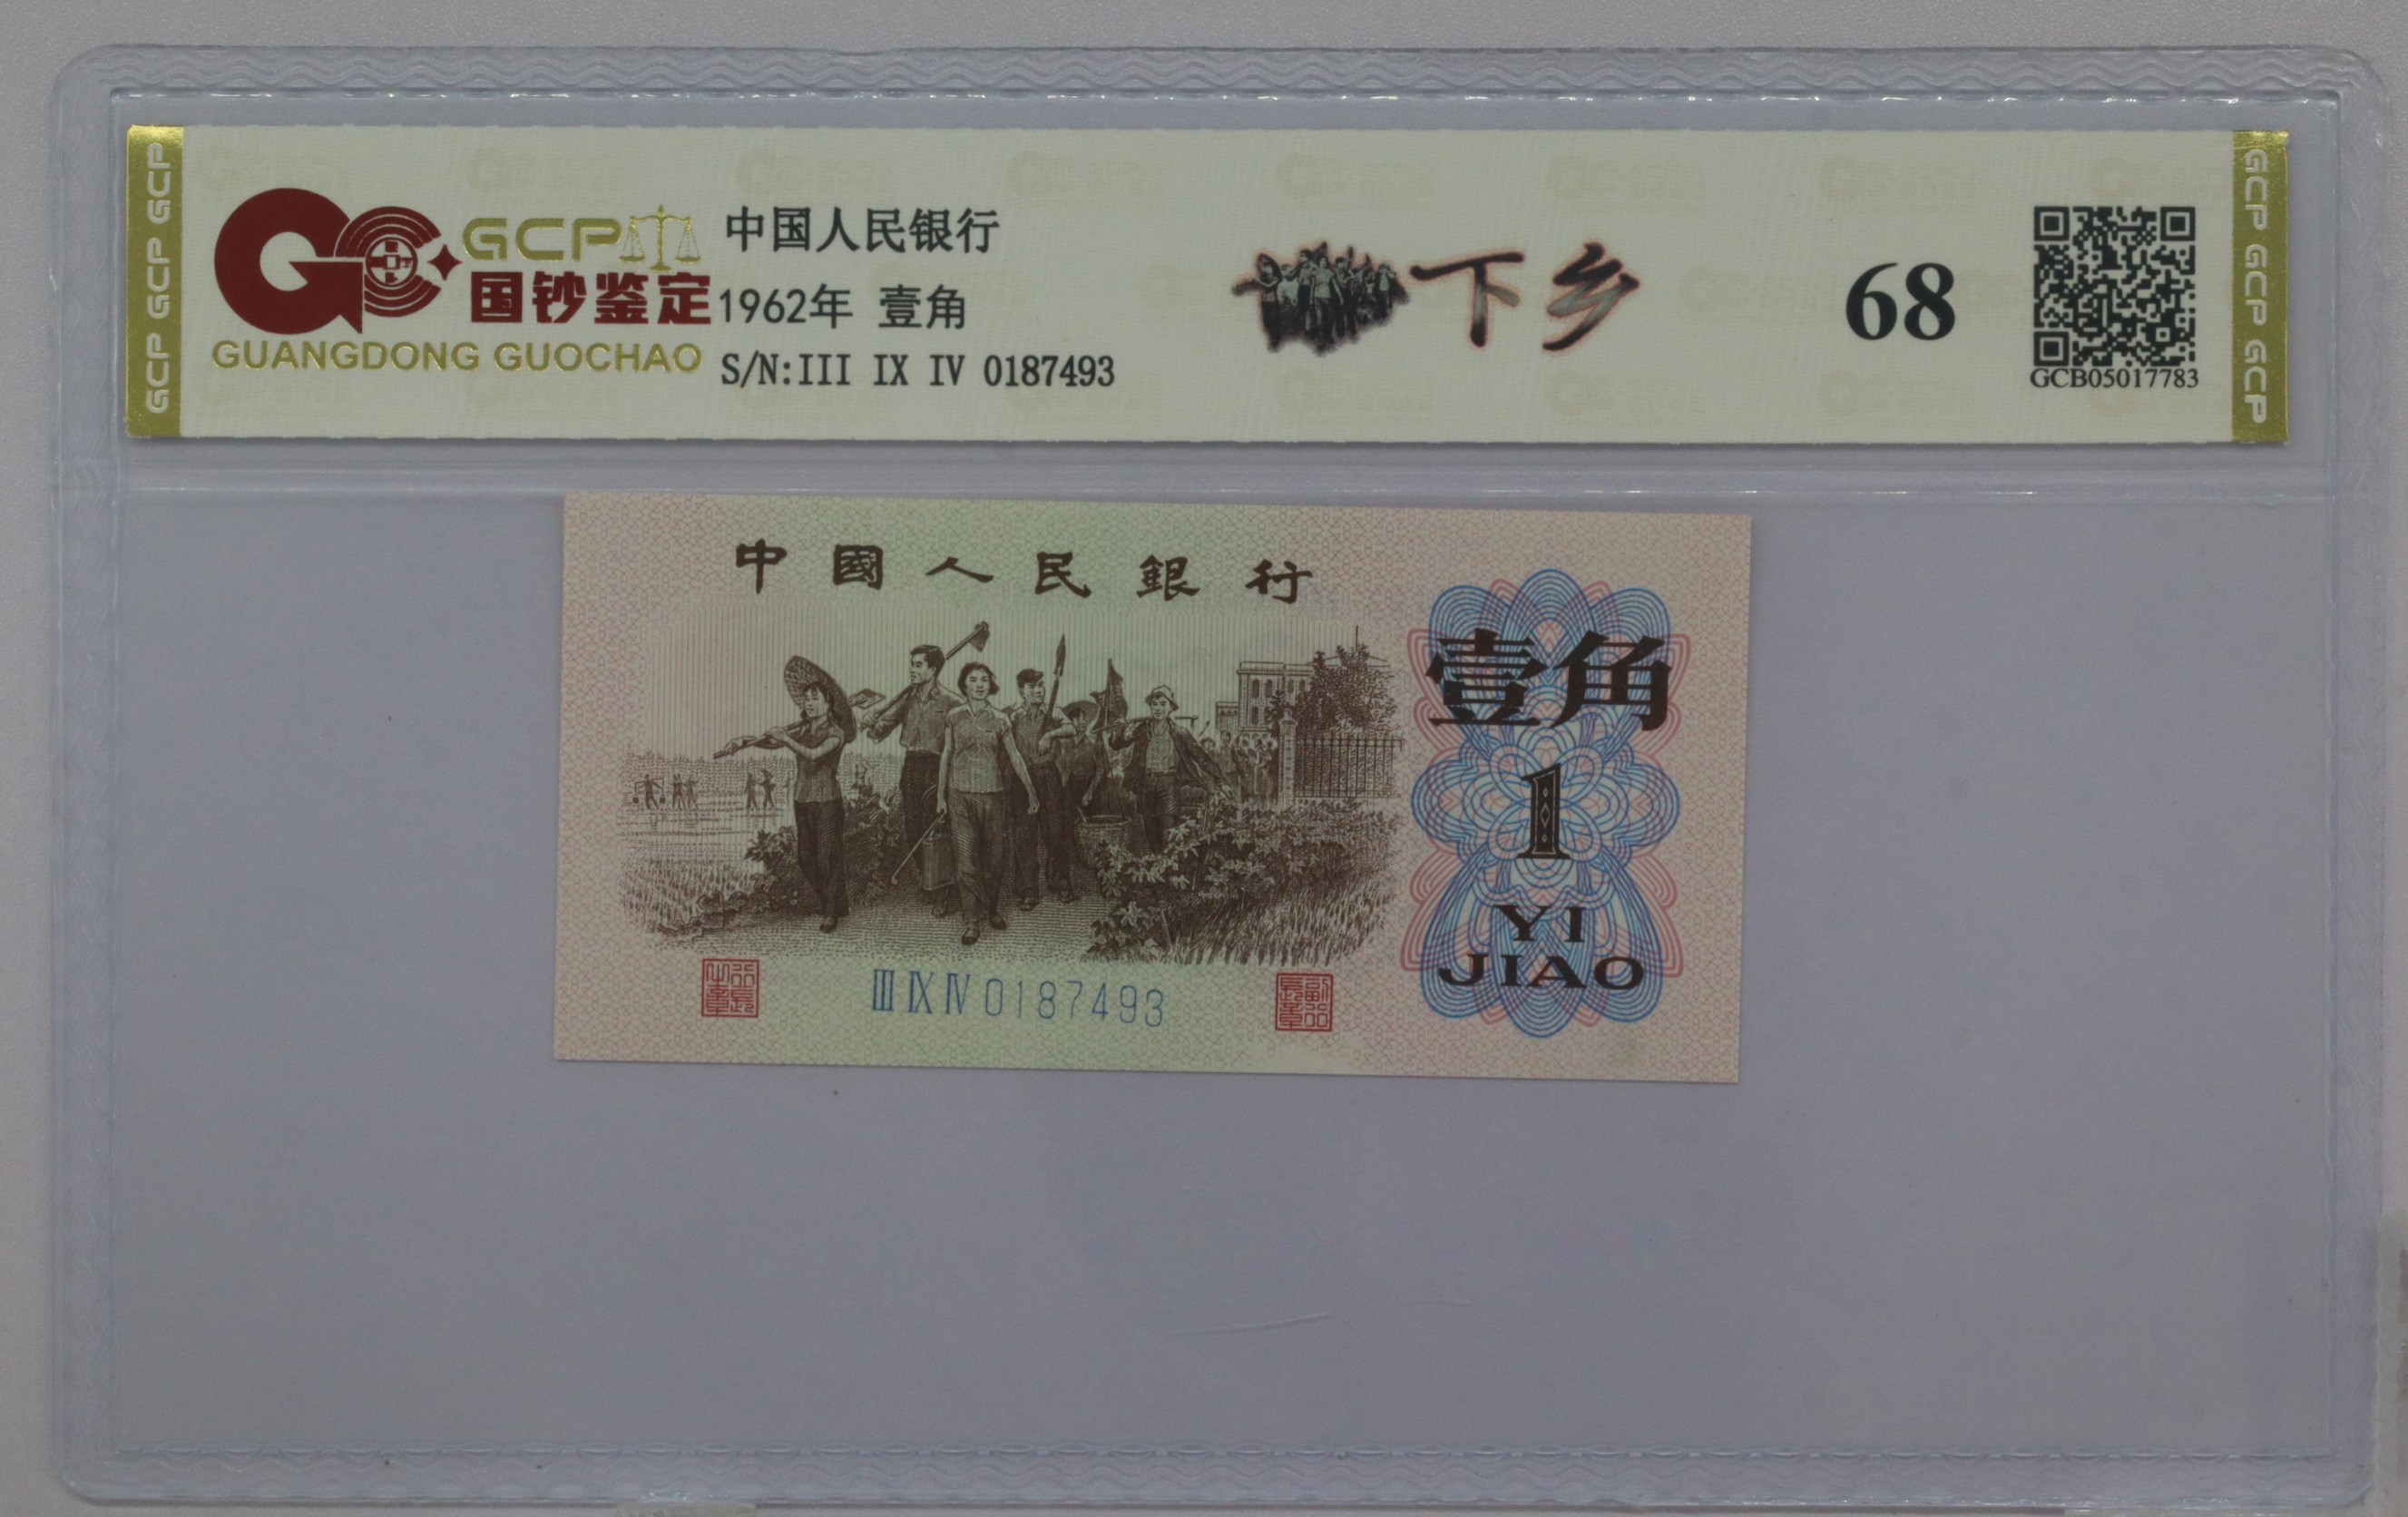 GCP GCP GCP
GCP
国钞鉴定
GUANGDONG GUOCHAO
中国人民银行
1962年 壹角
S/N:III IX IV 0187493
下乡
68
GCB05017783
GCP GCP GCP
中國人民銀行
壹角
1
YI
JIAO
III IX IV 0187493